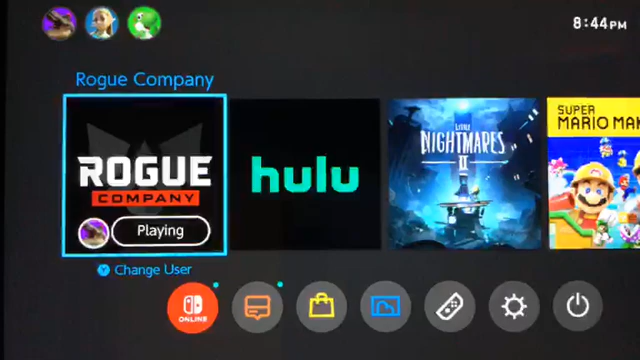 8:44PM
Rogue Company
ROGUE
COMPANY
Playing
hulu
LITTLE
NIGHTMARES
II
SUPER
MARIO MAK
Y Change User
ONLINE